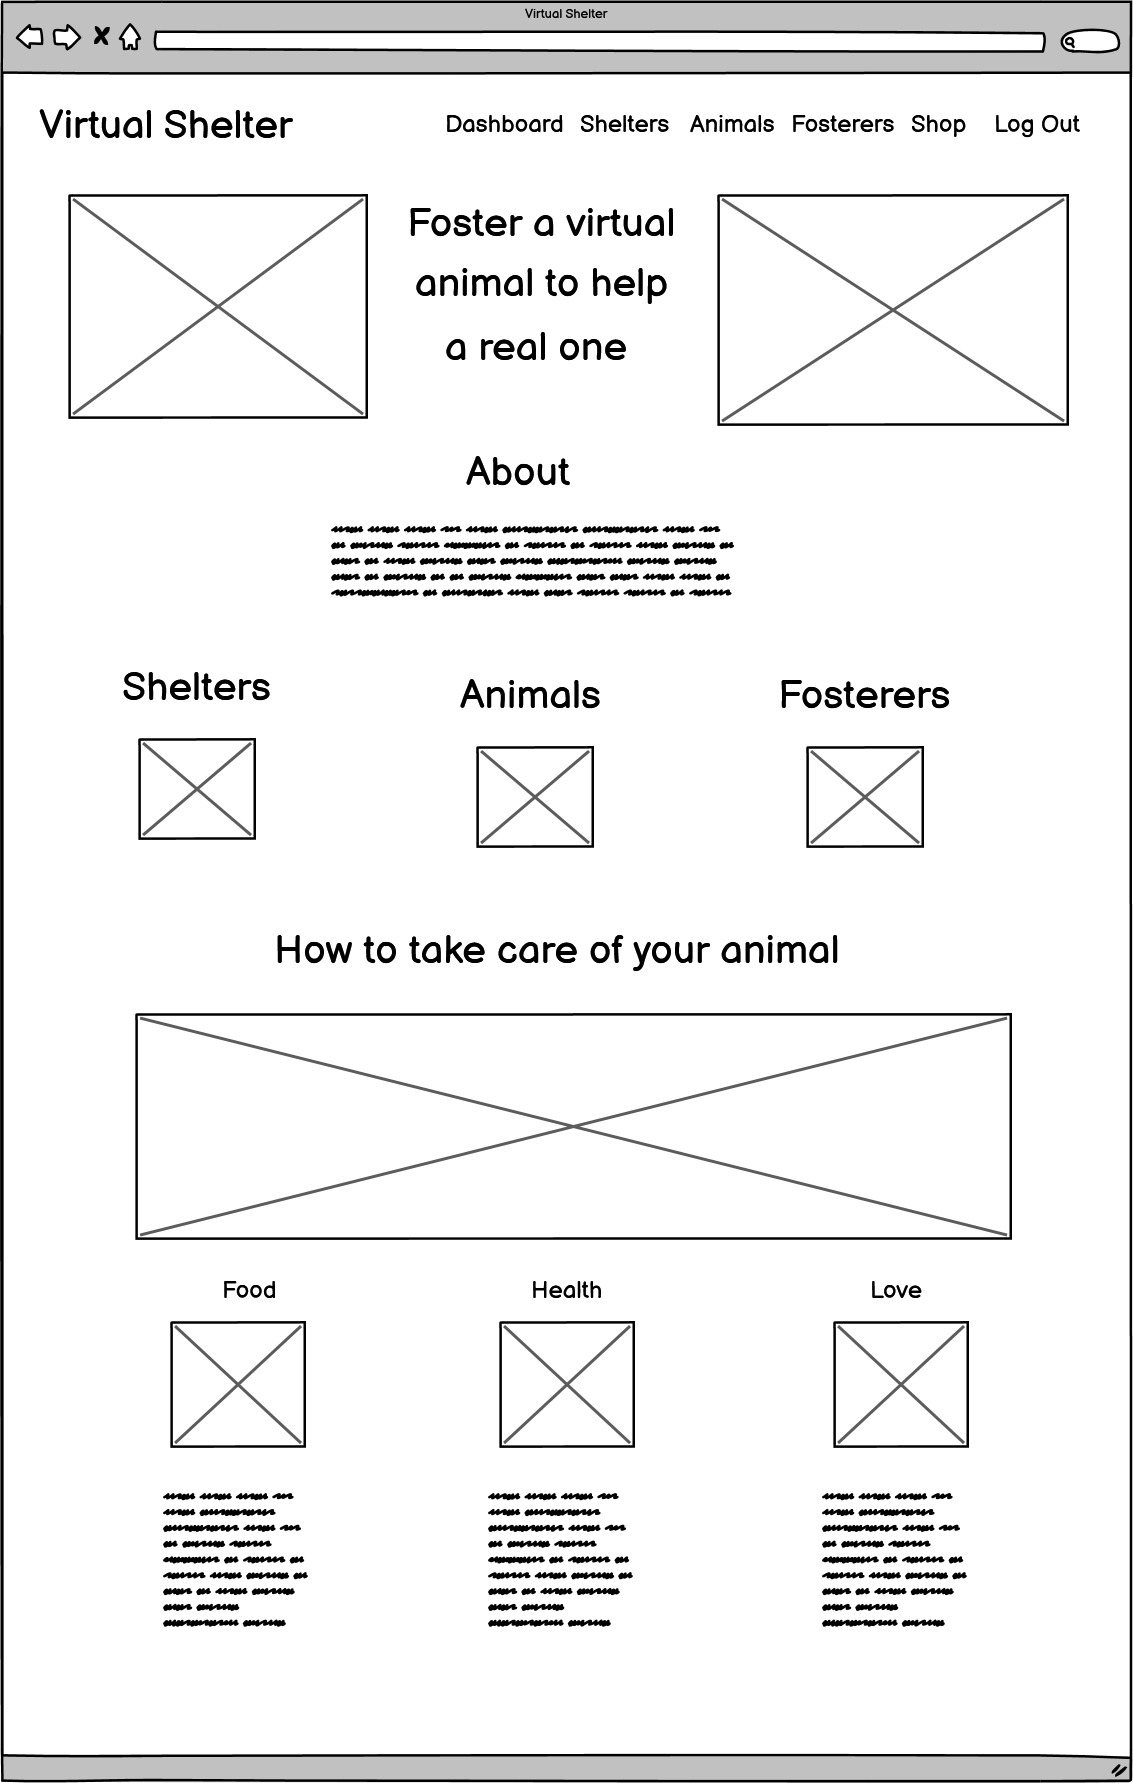 Virtual Shelter
Virtual Shelter
Dashboard Shelters Animals Fosterers Shop Log Out
Foster a virtual
animal to help
a real one
About
Shelters
Animals
Fosterers
How to take care of your animal
Food
Health
Love